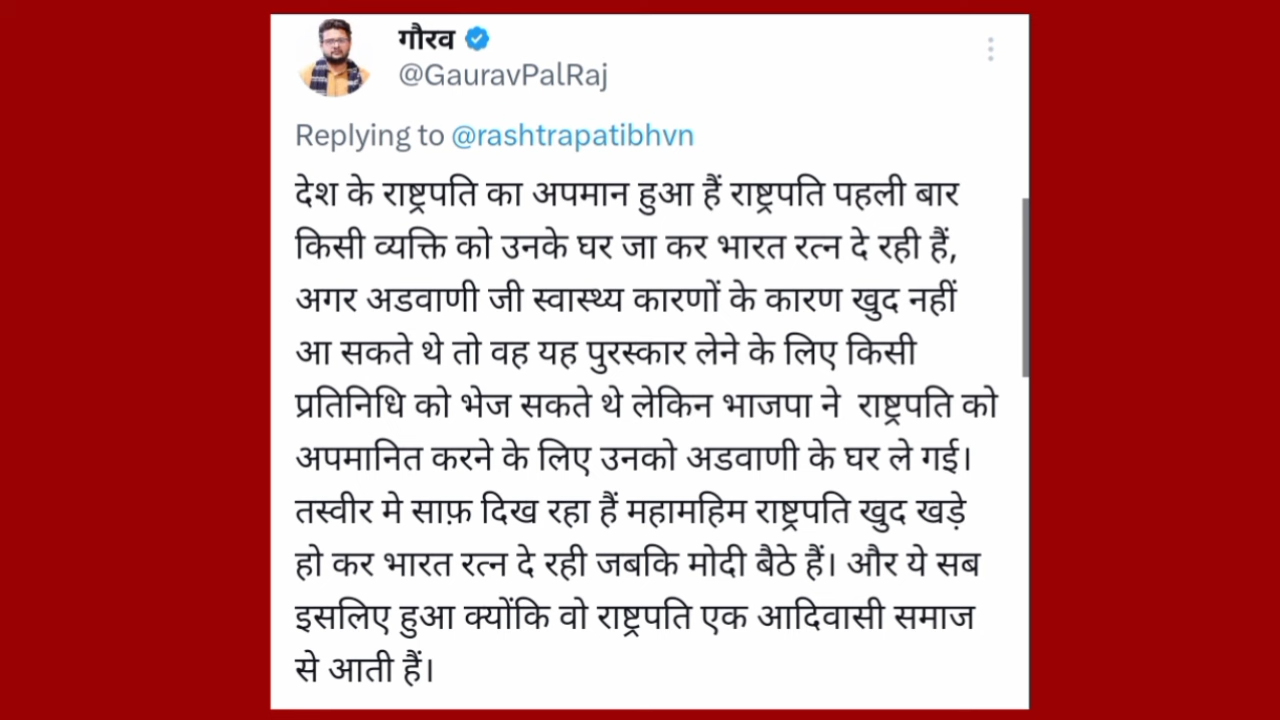 गौरव
@GauravPalRaj
Replying to @rashtrapatibhvn
देश के राष्ट्रपति का अपमान हुआ हैं राष्ट्रपति पहली बार
किसी व्यक्ति को उनके घर जा कर भारत रत्न दे रही हैं,
अगर अडवाणी जी स्वास्थ्य कारणों के कारण खुद नहीं
आ सकते थे तो वह यह पुरस्कार लेने के लिए किसी
प्रतिनिधि को भेज सकते थे लेकिन भाजपा ने राष्ट्रपति को
अपमानित करने के लिए उनको अडवाणी के घर ले गई।
तस्वीर मे साफ़ दिख रहा हैं महामहिम राष्ट्रपति खुद खड़े
हो कर भारत रत्न दे रही जबकि मोदी बैठे हैं। और ये सब
इसलिए हुआ क्योंकि वो राष्ट्रपति एक आदिवासी समाज
से आती हैं।